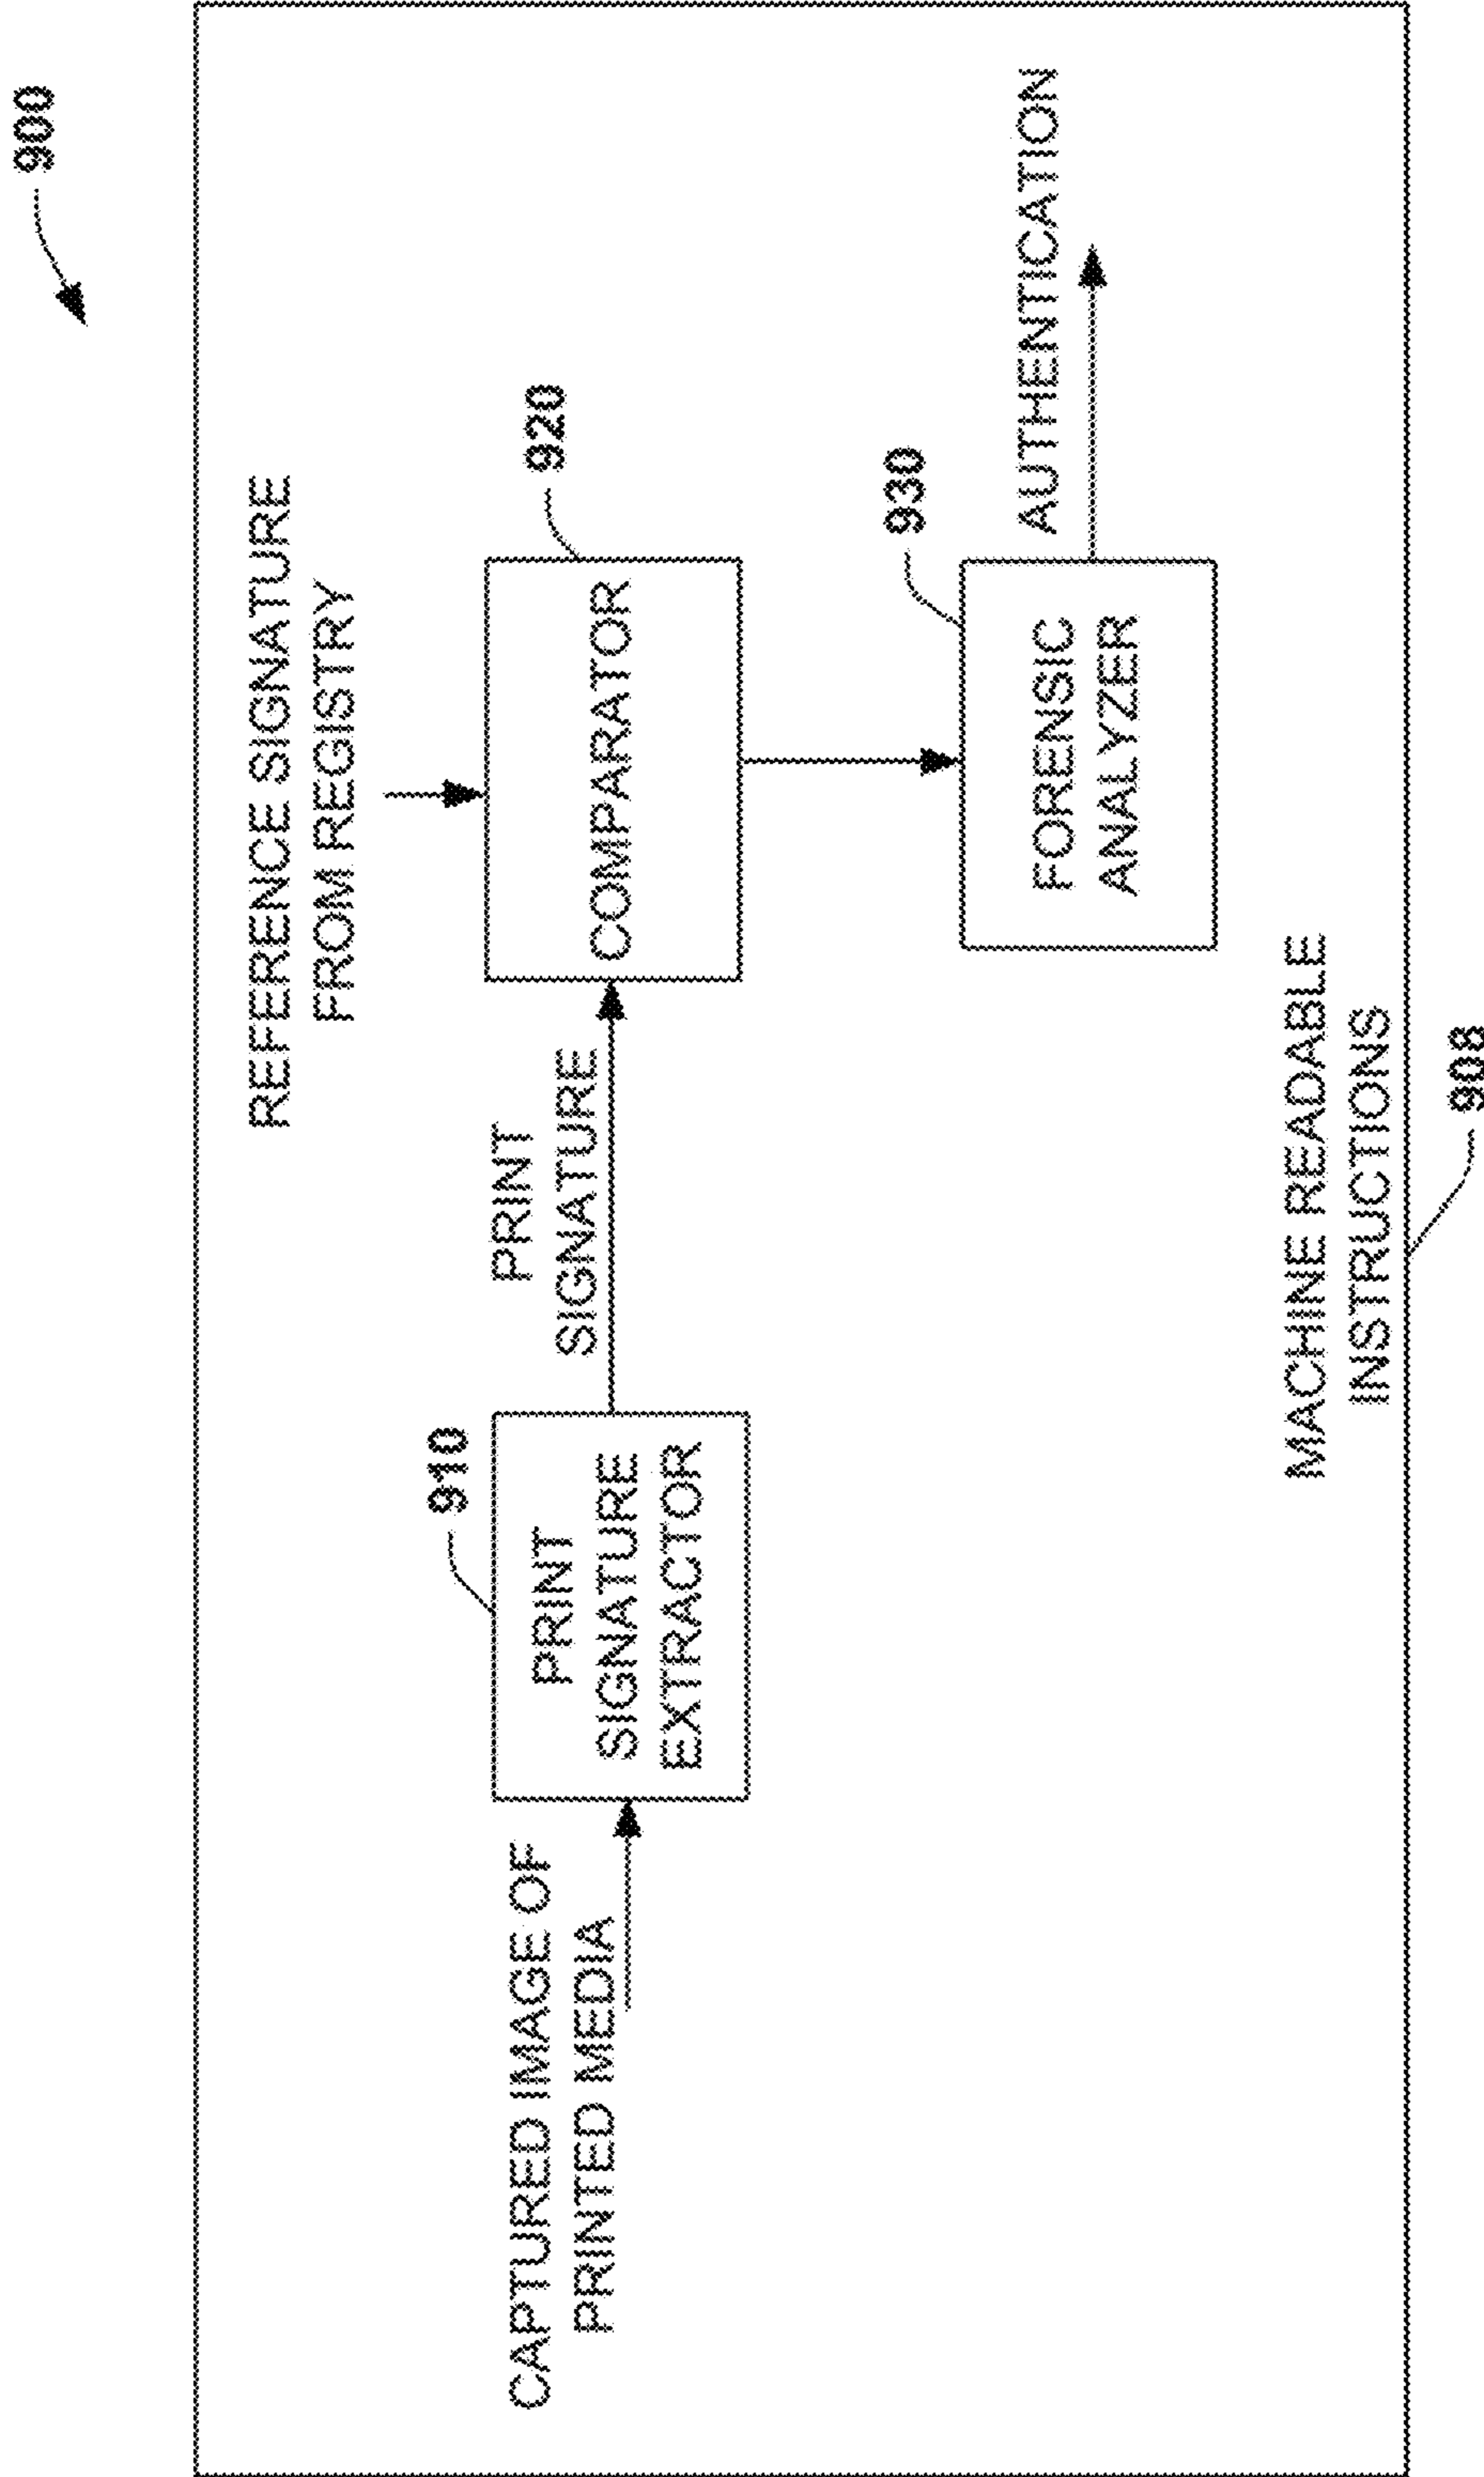 900
REFERENCE SIGNATURE
FROM REGISTRY
920
COMPARATOR
PRINT
SIGNATURE
910
PRINT
SIGNATURE
EXTRACTOR
CAPTURED IMAGE OF
PRINTED MEDIA
930
FORENSIC
ANALYZER
AUTHENTICATION
MACHINE READABLE
INSTRUCTIONS
908